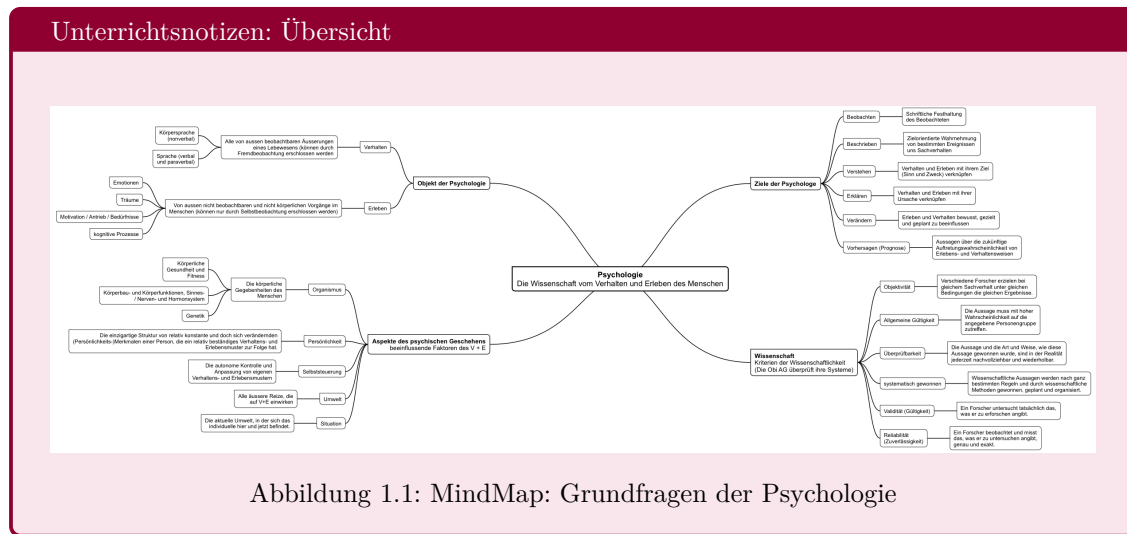 Unterrichtsnotizen: Übersicht
Körpersprache
(nonverbal)
Sprache (verbal
und paraverbal)
Alle von aussen beobachtbaren Äusserungen
eines Lebewesens (können durch
Fremdbeobachtung erschlossen werden
Verhalten
Emotionen
Träume
Motivation / Antrieb / Bedürfnisse
kognitive Prozesse
Von aussen nicht beobachtbaren und nicht körperlichen Vorgänge im
Menschen (können nur durch Selbstbeobachtung erschlossen werden)
Erleben
Objekt der Psychologie
Körperliche
Gesundheit und
Fitness
Körperbau- und Körperfunktionen, Sinnes-
/ Nerven- und Hormonsystem
Genetik
Die körperliche
Gegebenheiten des
Menschen
Organismus
Die einzigartige Struktur von relativ konstante und doch sich verändernden
(Persönlichkeits-)Merkmalen einer Person, die ein relativ beständiges Verhaltens- und
Erlebensmuster zur Folge hat.
Persönlichkeit
Die autonome Kontrolle und
Anpassung von eigenen
Verhaltens- und Erlebensmustern
Selbststeuerung
Alle äussere Reize, die
auf V+E einwirken
Umwelt
Die aktuelle Umwelt, in der sich das
individuelle hier und jetzt befindet.
Situation
Aspekte des psychischen Geschehens
beeinflussende Faktoren des V + E
Psychologie
Die Wissenschaft vom Verhalten und Erleben des Menschen
Ziele der Psychologe
Beobachten
Schriftliche Festhaltung
des Beobachteten
Beschrieben
Zielorientierte Wahrnehmung
von bestimmten Ereignissen
uns Sachverhalten
Verstehen
Verhalten und Erleben mit ihrem Ziel
(Sinn und Zweck) verknüpfen
Erklären
Verhalten und Erleben mit ihrer
Ursache verknüpfen
Verändern
Erleben und Verhalten bewusst, gezielt
und geplant zu beeinflussen
Vorhersagen (Prognose)
Aussagen über die zukünftige
Auftretungwahrscheinlichkeit von
Erlebens- und Verhaltensweisen
Wissenschaft
Kriterien der Wissenschaftlichkeit
(Die Obi AG überprüft ihre Systeme)
Objektivität
Verschiedene Forscher erzielen bei
gleichem Sachverhalt unter gleichen
Bedingungen die gleichen Ergebnisse.
Allgemeine Gültigkeit
Die Aussage muss mit hoher
Wahrscheinlichkeit auf die
angegebene Personengruppe
zutreffen.
Überprüfbarkeit
Die Aussage und die Art und Weise, wie diese
Aussage gewonnen wurde, sind in der Realität
jederzeit nachvollziehbar und wiederholbar.
systematisch gewonnen
Wissenschaftliche Aussagen werden nach ganz
bestimmten Regeln und durch wissenschaftliche
Methoden gewonnen, geplant und organisiert.
Validität (Gültigkeit)
Ein Forscher untersucht tatsächlich das,
was er zu erforschen angibt.
Reliabilität
(Zuverlässigkeit)
Ein Forscher beobachtet und misst
das, was er zu untersuchen angibt,
genau und exakt.
Abbildung 1.1: MindMap: Grundfragen der Psychologie